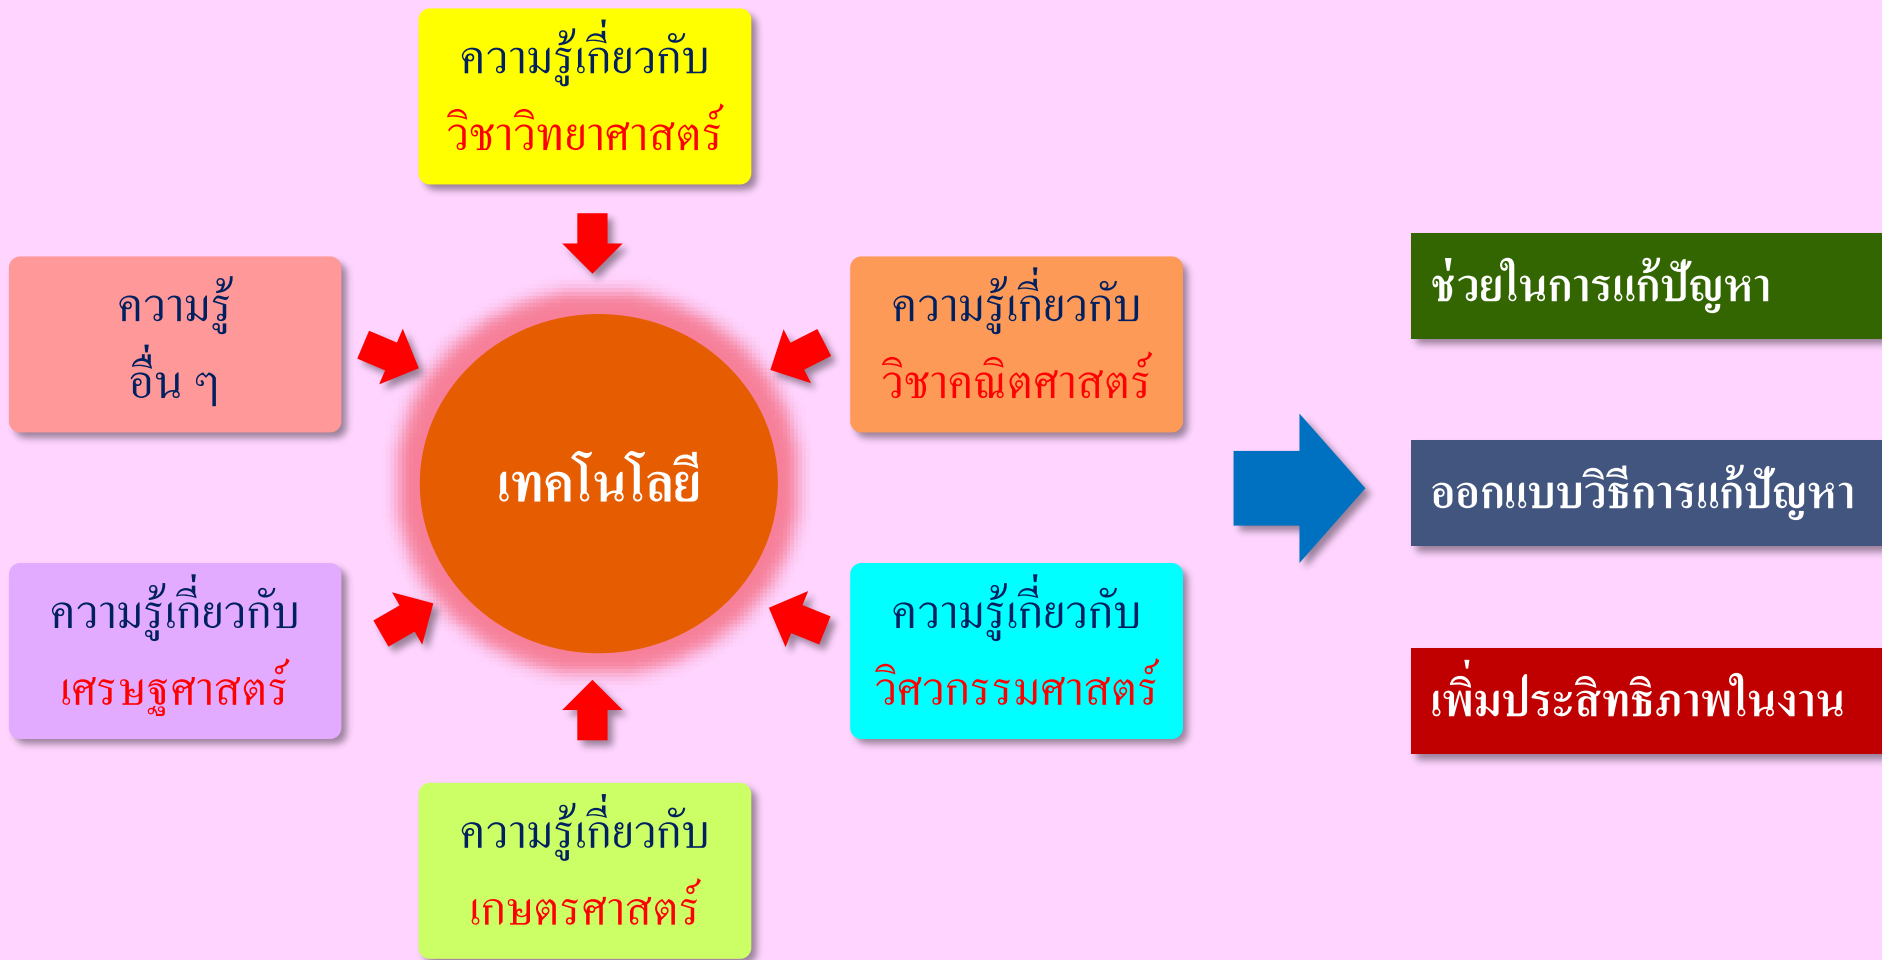 ความรู้เกี่ยวกับ
วิชาวิทยาศาสตร์
ความรู้
อื่น ๆ
ความรู้เกี่ยวกับ
วิชาคณิตศาสตร์
เทคโนโลยี
ความรู้เกี่ยวกับ
เศรษฐศาสตร์
ความรู้เกี่ยวกับ
วิศวกรรมศาสตร์
ความรู้เกี่ยวกับ
เกษตรศาสตร์
ช่วยในการแก้ปัญหา
ออกแบบวิธีการแก้ปัญหา
เพิ่มประสิทธิภาพในงาน